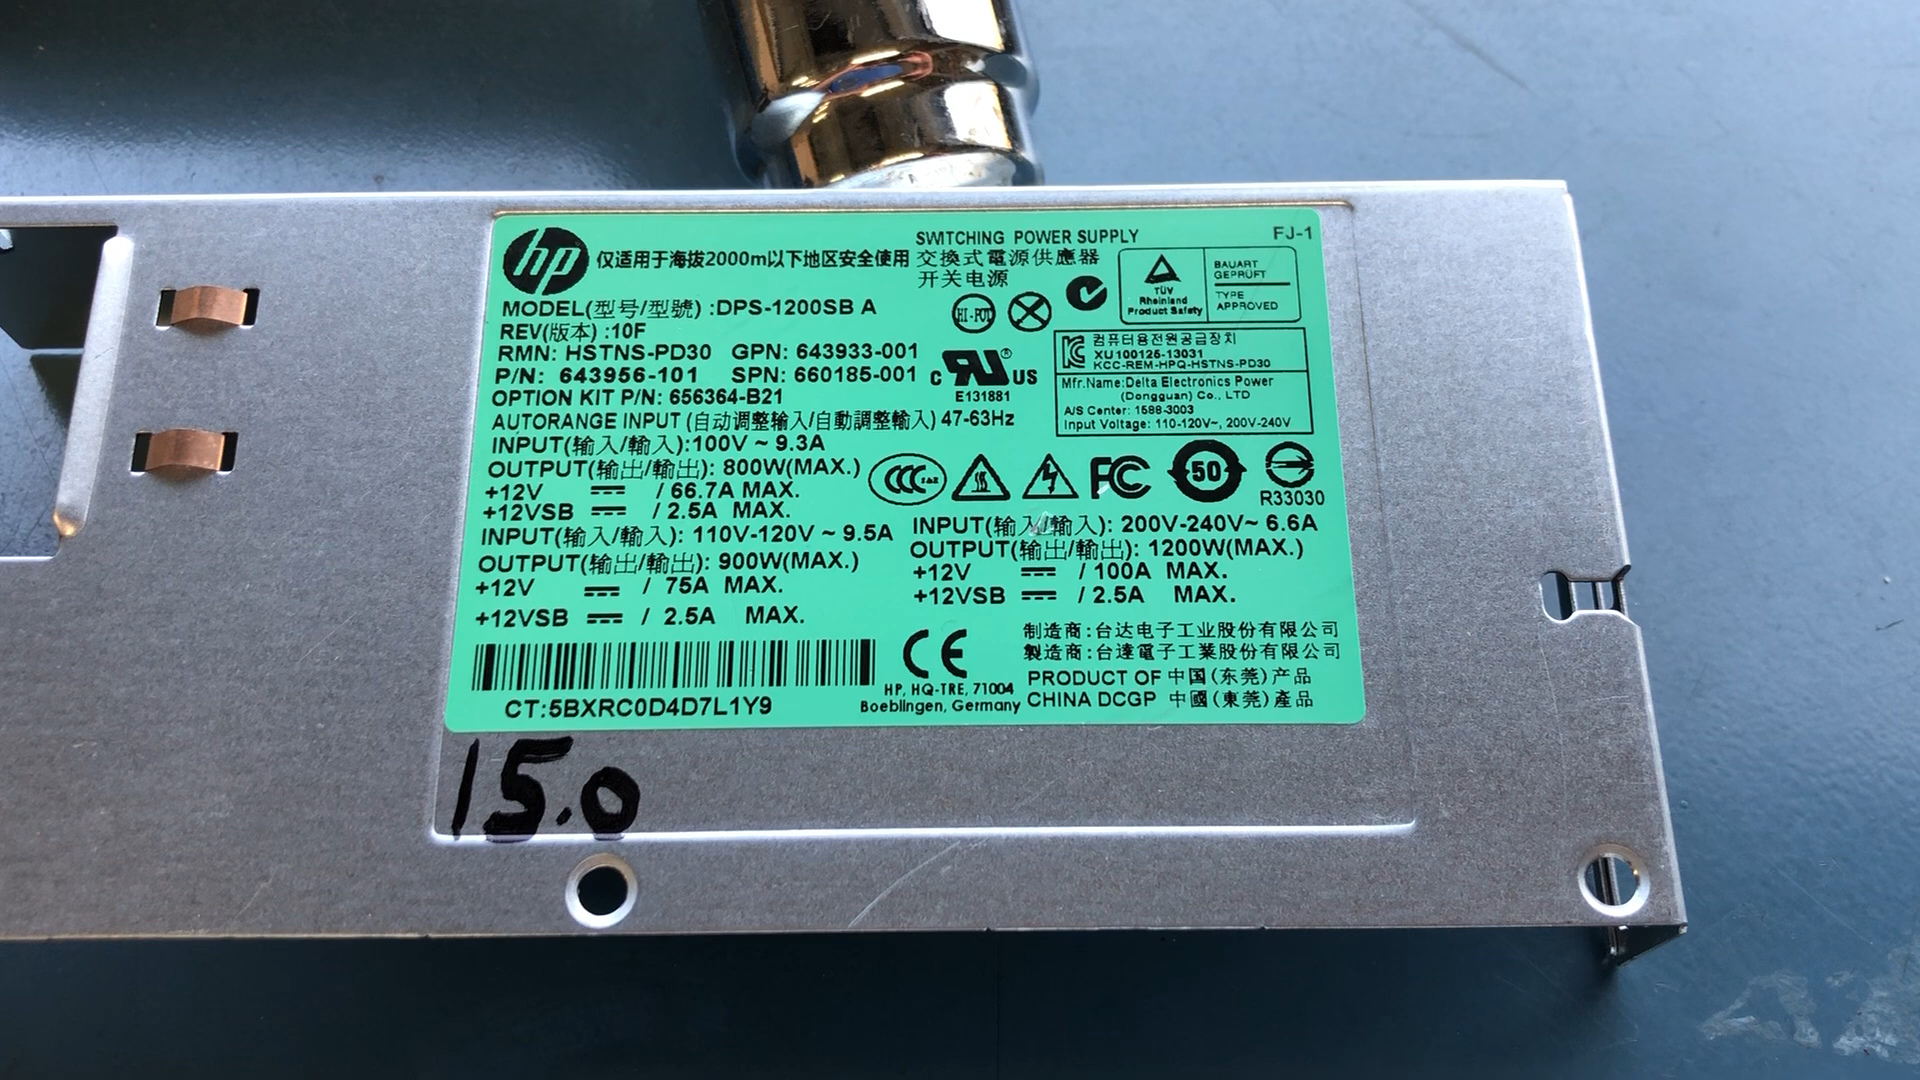 hp
仅适用于海拔2000m以下地区安全使用
SWITCHING POWER SUPPLY
FJ-1
交換式電源供應器
开关电源
MODEL(型号/型號) :DPS-1200SB A
REV(版本) :10F
RMN: HSTNS-PD30 GPN: 643933-001
P/N: 643956-101 SPN: 660185-001
OPTION KIT P/N: 656364-B21
AUTORANGE INPUT (自动调整输入/自動調整輸入) 47-63Hz
INPUT(输入/輸入):100V ~ 9.3A
OUTPUT(输出/輸出): 800W(MAX.)
+12V / 66.7A MAX.
+12VSB / 2.5A MAX.
INPUT(输入/輸入): 110V-120V ~ 9.5A
OUTPUT(输出/輸出): 900W(MAX.)
+12V / 75A MAX.
+12VSB / 2.5A MAX.
HI-POT
TÜV
Rheinland
Product Safety
BAUART
GEPRÜFT
TYPE
APPROVED
c RU ® US
E131881
컴퓨터용전원공급장치
XU100125-13031
KCC-REM-HPQ-HSTNS-PD30
Mfr.Name:Delta Electronics Power
(Dongguan) Co., LTD
A/S Center: 1588-3003
Input Voltage: 110-120V~, 200V-240V
CCC S&E
FC
50
R33030
INPUT(输入/輸入): 200V-240V~ 6.6A
OUTPUT(输出/輸出): 1200W(MAX.)
+12V / 100A MAX.
+12VSB / 2.5A MAX.
CT:5BXRC0D4D7L1Y9
CE
HP, HQ-TRE, 71004
Boeblingen, Germany
制造商:台达电子工业股份有限公司
製造商:台達電子工業股份有限公司
PRODUCT OF 中国(东莞)产品
CHINA DCGP 中國(東莞)產品
15.0